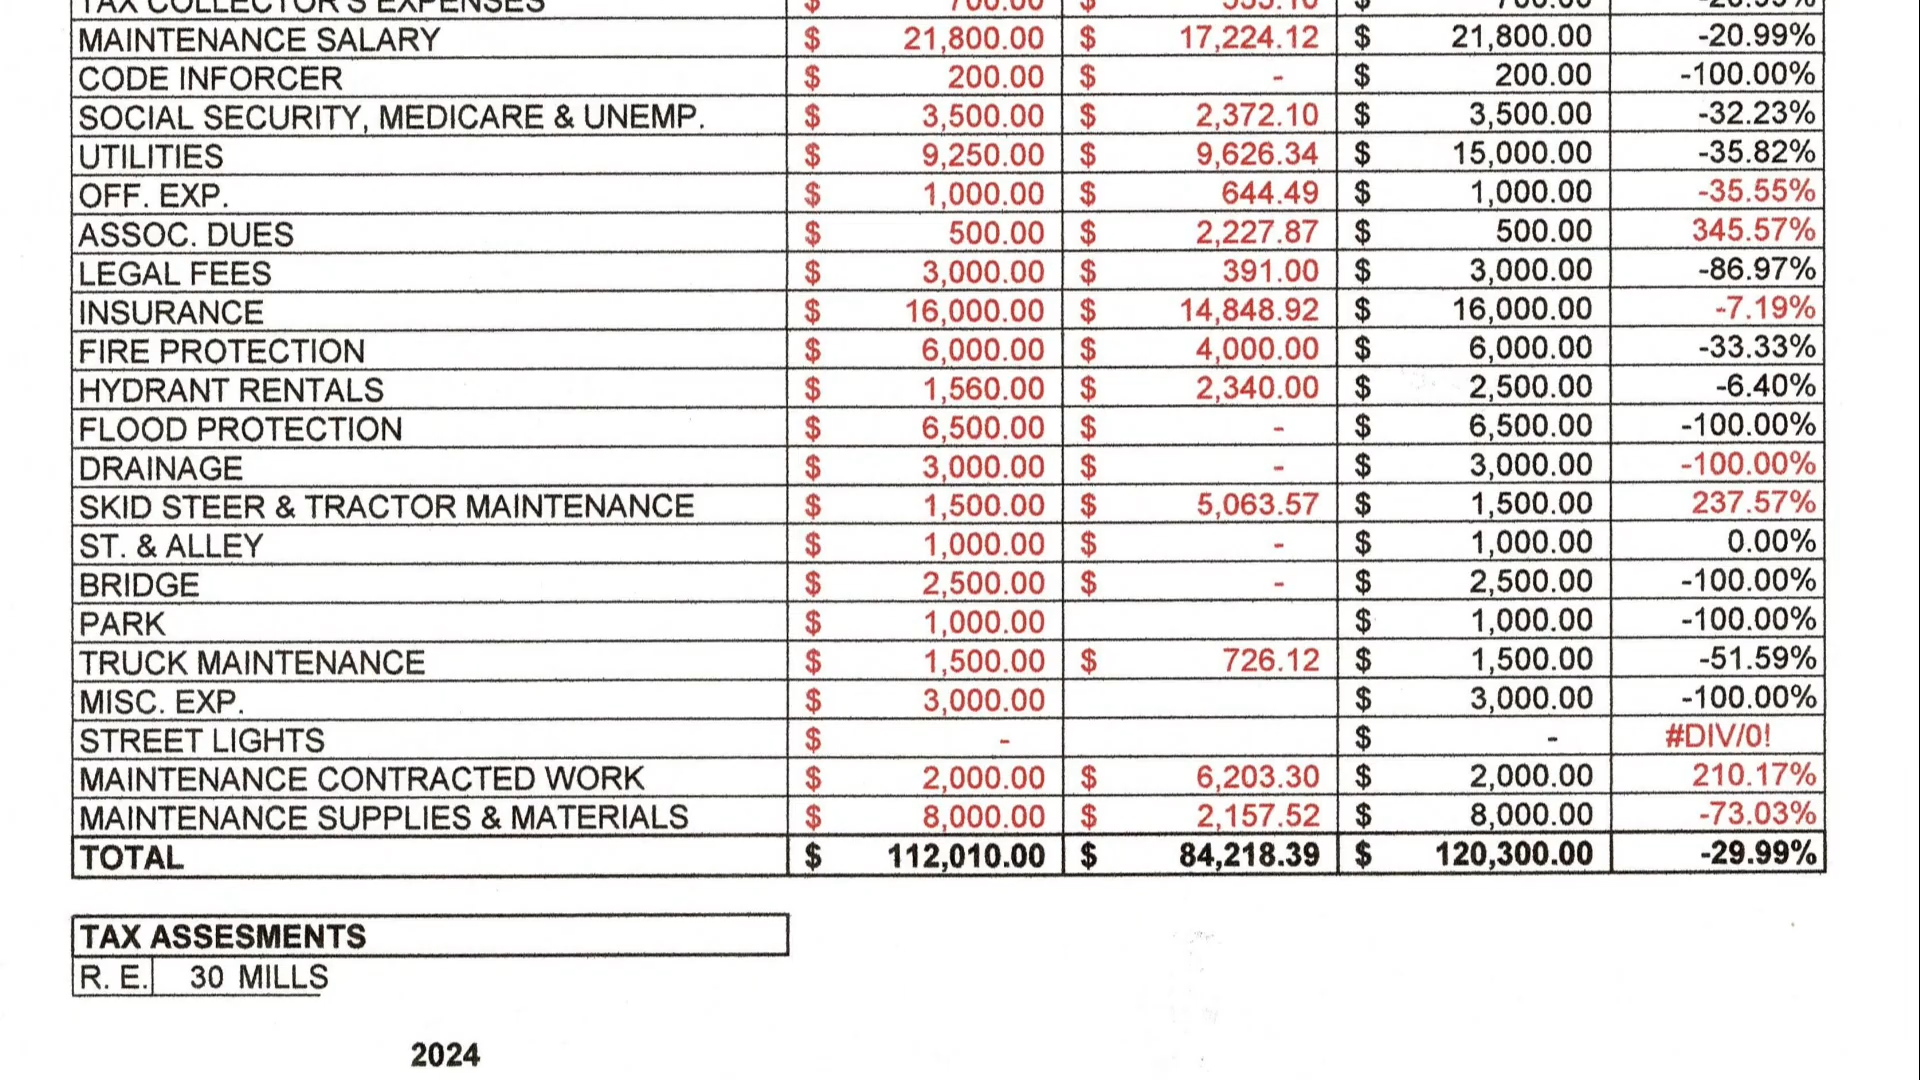 TAX COLLECTOR'S EXPENSES $ 700.00 $ $ 700.00
MAINTENANCE SALARY $ 21,800.00 $ 17,224.12 $ 21,800.00 -20.99%
CODE INFORCER $ 200.00 $ - $ 200.00 -100.00%
SOCIAL SECURITY, MEDICARE & UNEMP. $ 3,500.00 $ 2,372.10 $ 3,500.00 -32.23%
UTILITIES $ 9,250.00 $ 9,626.34 $ 15,000.00 -35.82%
OFF. EXP. $ 1,000.00 $ 644.49 $ 1,000.00 -35.55%
ASSOC. DUES $ 500.00 $ 2,227.87 $ 500.00 345.57%
LEGAL FEES $ 3,000.00 $ 391.00 $ 3,000.00 -86.97%
INSURANCE $ 16,000.00 $ 14,848.92 $ 16,000.00 -7.19%
FIRE PROTECTION $ 6,000.00 $ 4,000.00 $ 6,000.00 -33.33%
HYDRANT RENTALS $ 1,560.00 $ 2,340.00 $ 2,500.00 -6.40%
FLOOD PROTECTION $ 6,500.00 $ - $ 6,500.00 -100.00%
DRAINAGE $ 3,000.00 $ - $ 3,000.00 -100.00%
SKID STEER & TRACTOR MAINTENANCE $ 1,500.00 $ 5,063.57 $ 1,500.00 237.57%
ST. & ALLEY $ 1,000.00 $ - $ 1,000.00 0.00%
BRIDGE $ 2,500.00 $ - $ 2,500.00 -100.00%
PARK $ 1,000.00 $ 1,000.00 -100.00%
TRUCK MAINTENANCE $ 1,500.00 $ 726.12 $ 1,500.00 -51.59%
MISC. EXP. $ 3,000.00 $ 3,000.00 -100.00%
STREET LIGHTS $ - $ - #DIV/0!
MAINTENANCE CONTRACTED WORK $ 2,000.00 $ 6,203.30 $ 2,000.00 210.17%
MAINTENANCE SUPPLIES & MATERIALS $ 8,000.00 $ 2,157.52 $ 8,000.00 -73.03%
TOTAL $ 112,010.00 $ 84,218.39 $ 120,300.00 -29.99%
TAX ASSESMENTS
R. E. 30 MILLS
2024